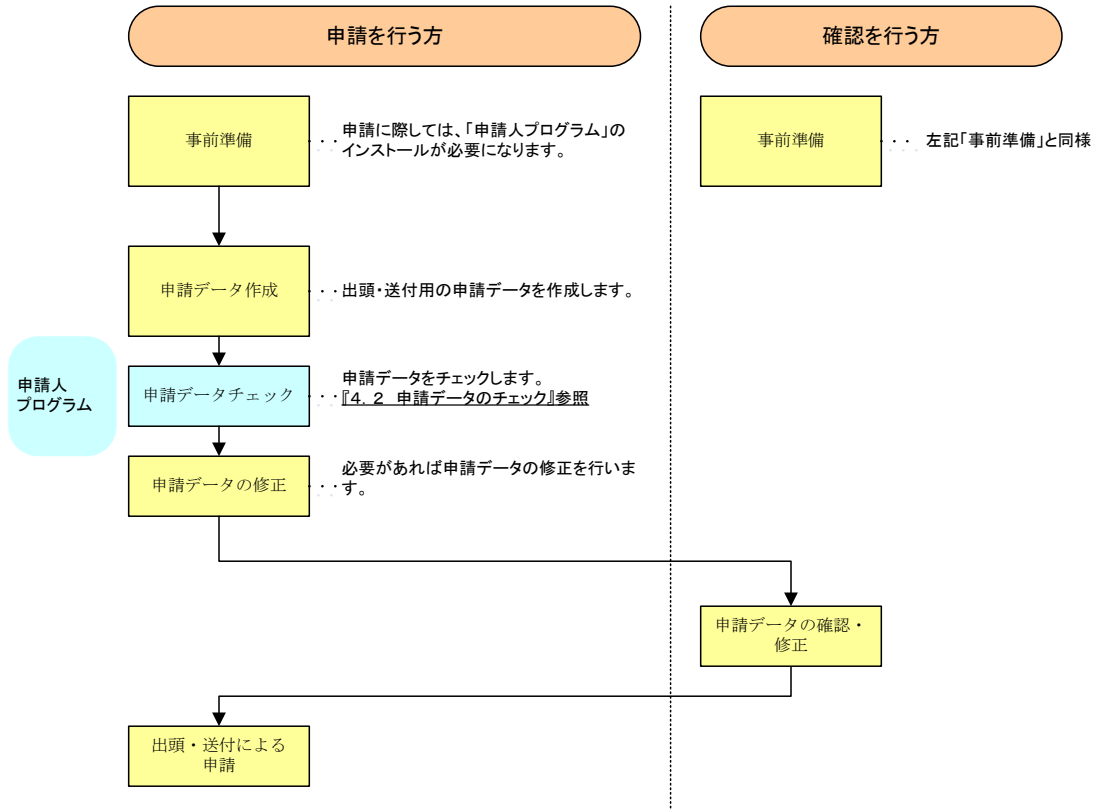 申請を行う方
確認を行う方
事前準備
・・・申請に際しては、「申請人プログラム」の
インストールが必要になります。
事前準備
・・・ 左記「事前準備」と同様
申請データ作成
・・・出頭・送付用の申請データを作成します。
申請人
プログラム
申請データチェック
申請データをチェックします。
・・・『４．２　申請データのチェック』参照
申請データの修正
必要があれば申請データの修正を行いま
・・・す。
申請データの確認・
修正
出頭・送付による
申請